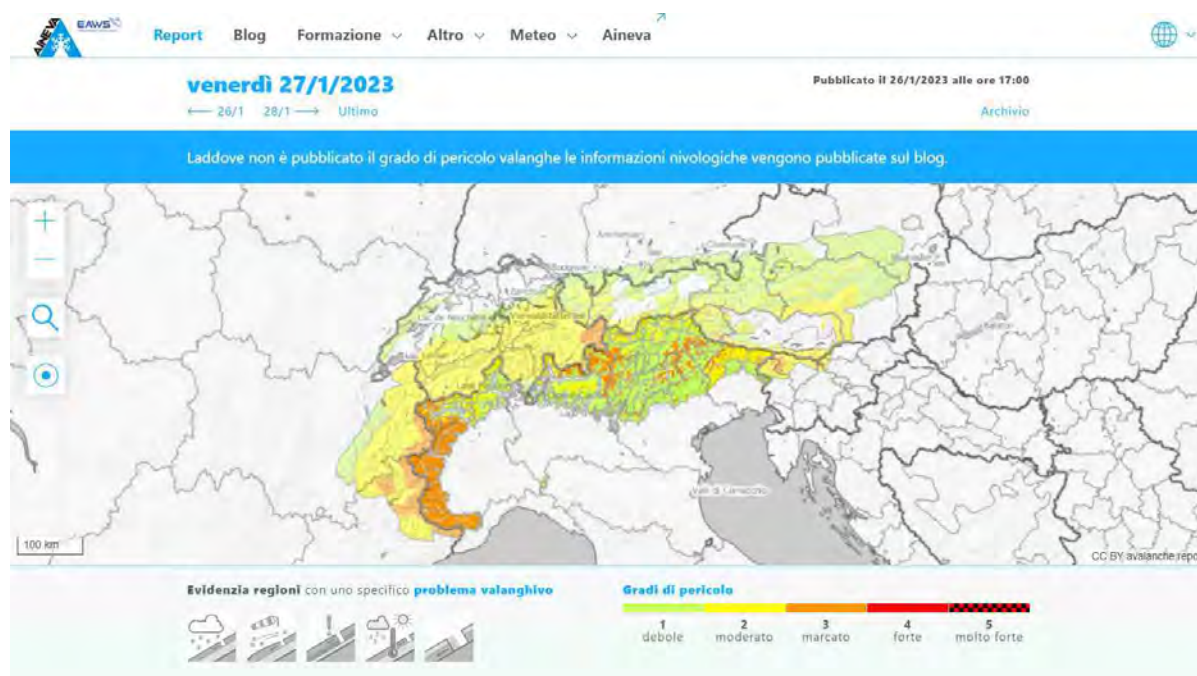 AINEVA
EAWS
Report Blog Formazione Altro Meteo Aineva
venerdì 27/1/2023
Pubblicato il 26/1/2023 alle ore 17:00
← 26/1 28/1 → Ultimo
Archivio
Laddove non è pubblicato il grado di pericolo valanghe le informazioni nivologiche vengono pubblicate sul blog.
+
−
100 km
CC BY avalanche.repo
Evidenzia regioni con uno specifico problema valanghivo
Gradi di pericolo
1 2 3 4 5
debole moderato marcato forte molto forte